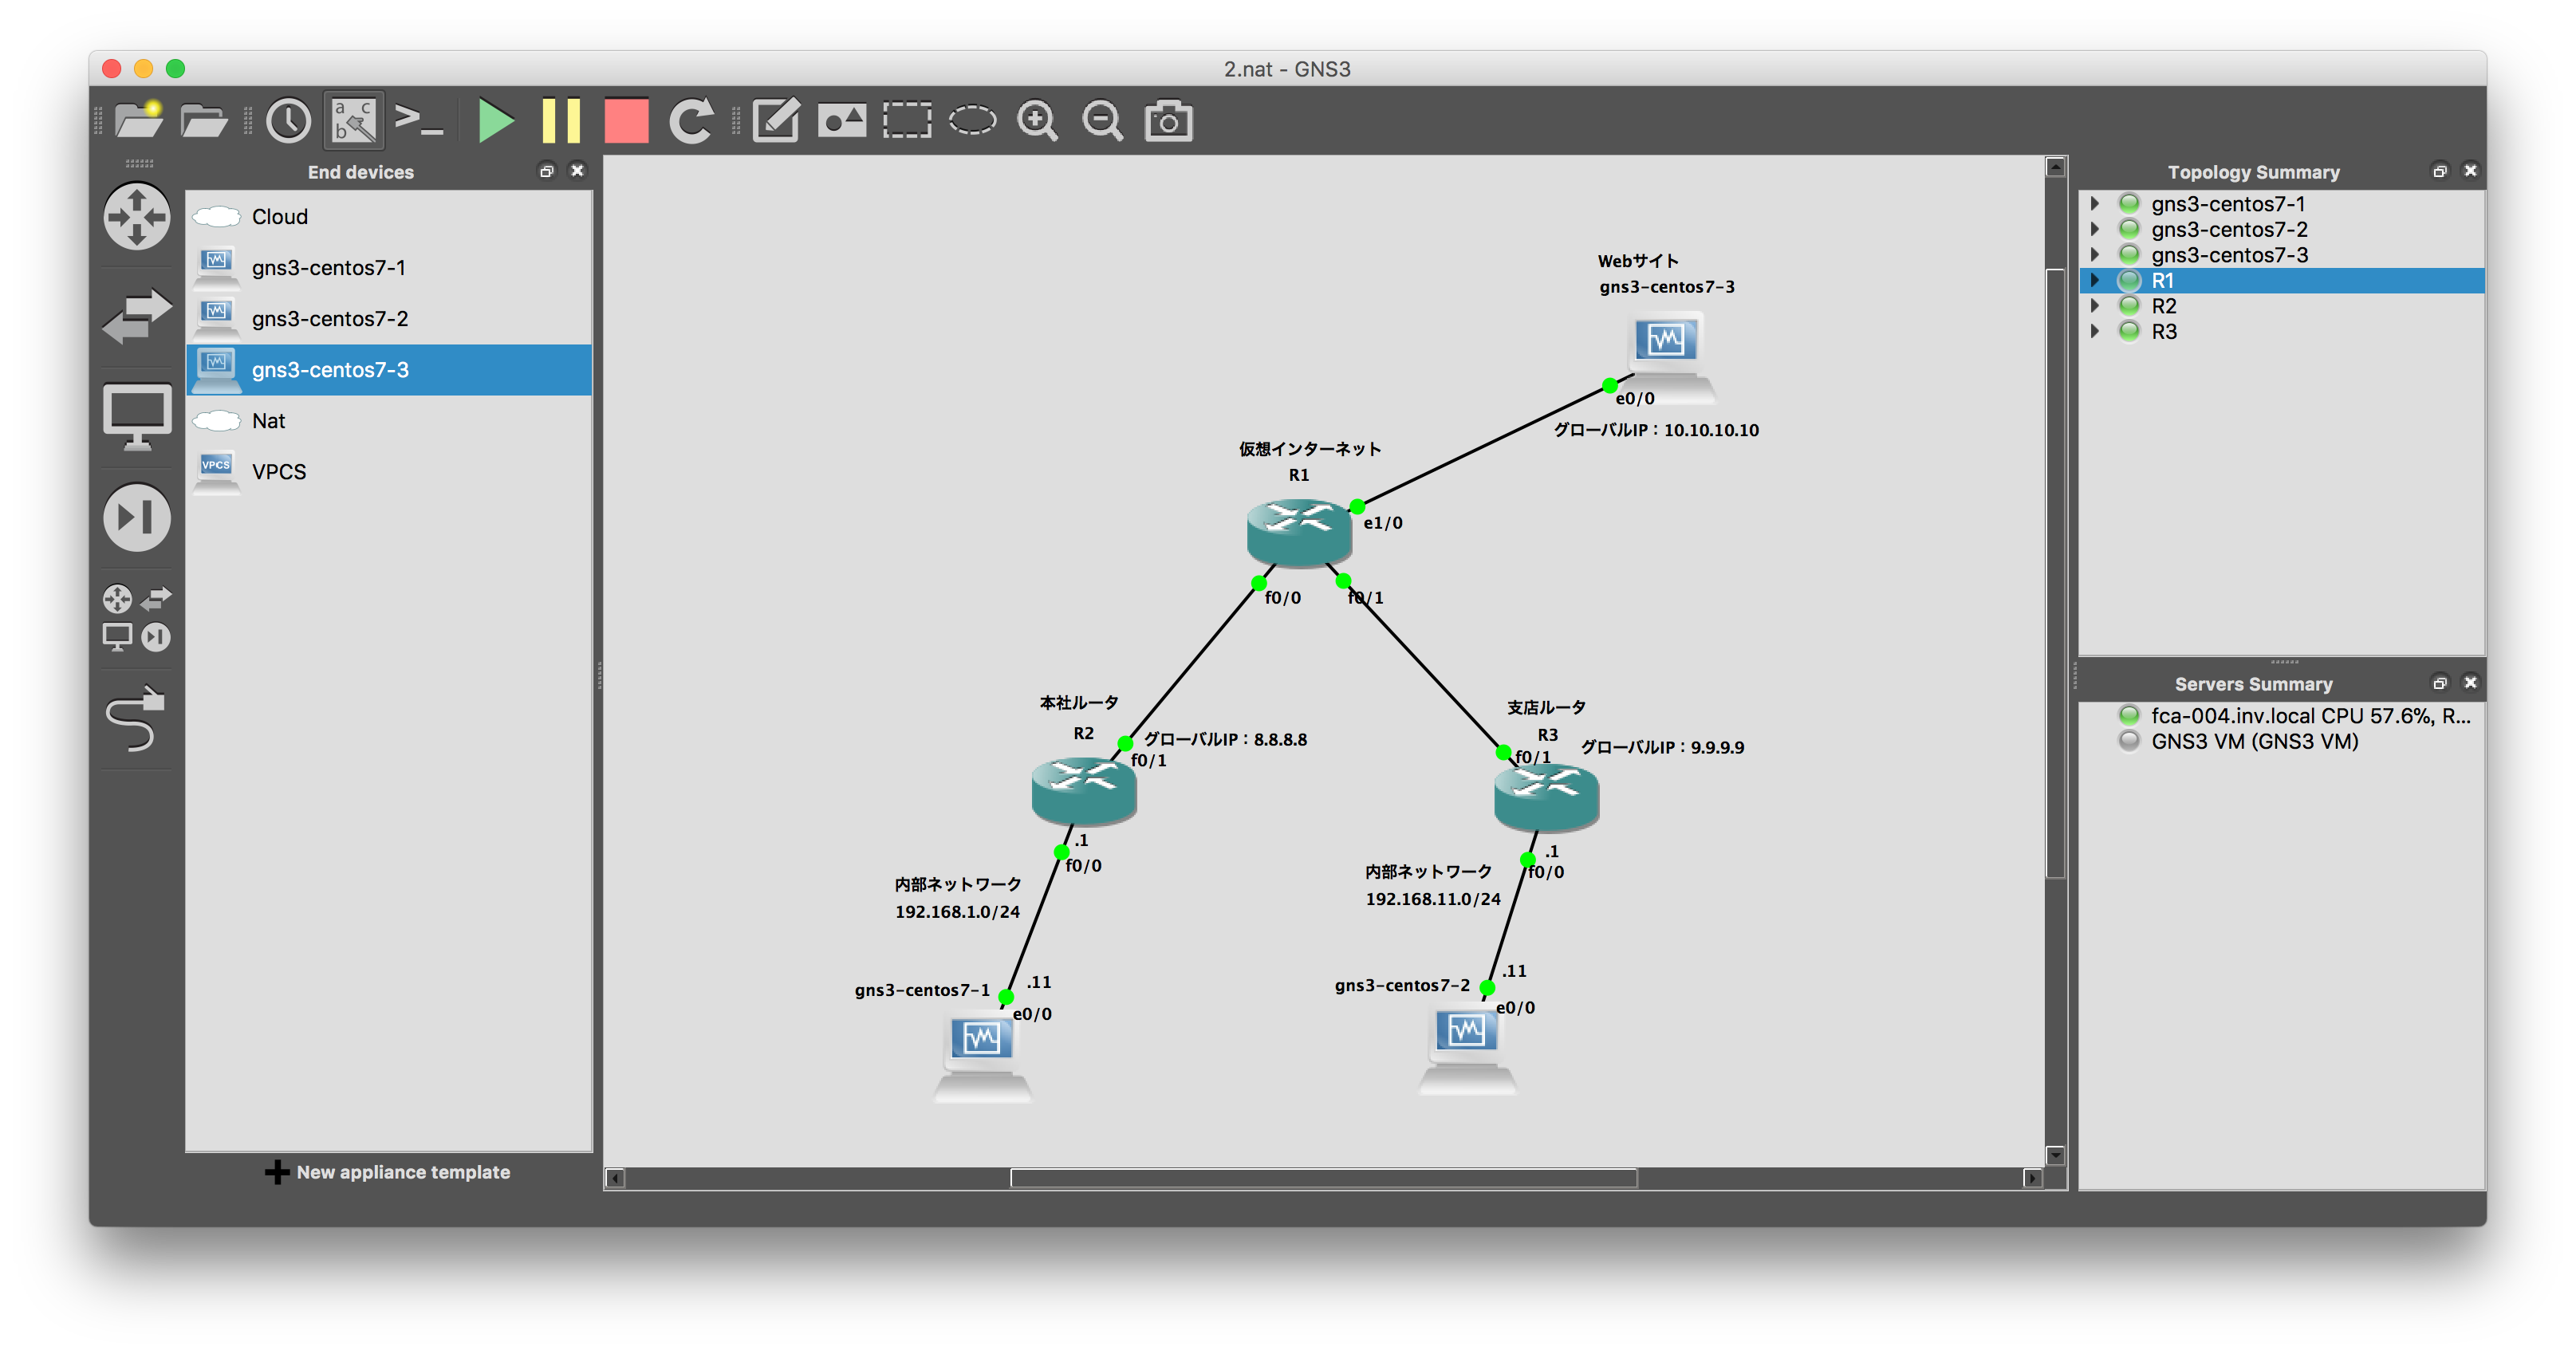 2.nat - GNS3
a c
b
>_
End devices
Cloud
gns3-centos7-1
gns3-centos7-2
gns3-centos7-3
Nat
VPCS
VPCS
New appliance template
Webサイト
gns3-centos7-3
e0/0
グローバルIP：10.10.10.10
仮想インターネット
R1
e1/0
f0/0
f0/1
本社ルータ
R2
グローバルIP：8.8.8.8
f0/1
支店ルータ
R3
グローバルIP：9.9.9.9
f0/1
.1
f0/0
内部ネットワーク
192.168.1.0/24
.1
f0/0
内部ネットワーク
192.168.11.0/24
gns3-centos7-1
.11
e0/0
gns3-centos7-2
.11
e0/0
Topology Summary
gns3-centos7-1
gns3-centos7-2
gns3-centos7-3
R1
R2
R3
Servers Summary
fca-004.inv.local CPU 57.6%, R...
GNS3 VM (GNS3 VM)